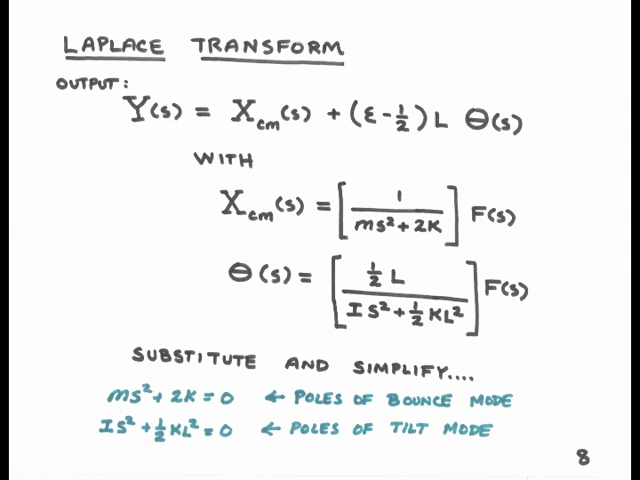 LAPLACE TRANSFORM
OUTPUT:
Y(s) = X_cm(s) + (ε - 1/2) L Θ(s)
WITH
X_cm(s) = [ 1 / (ms² + 2K) ] F(s)
Θ(s) = [ (1/2 L) / (Is² + 1/2 KL²) ] F(s)
SUBSTITUTE AND SIMPLIFY....
ms² + 2K = 0 ← POLES OF BOUNCE MODE
Is² + 1/2 KL² = 0 ← POLES OF TILT MODE
8